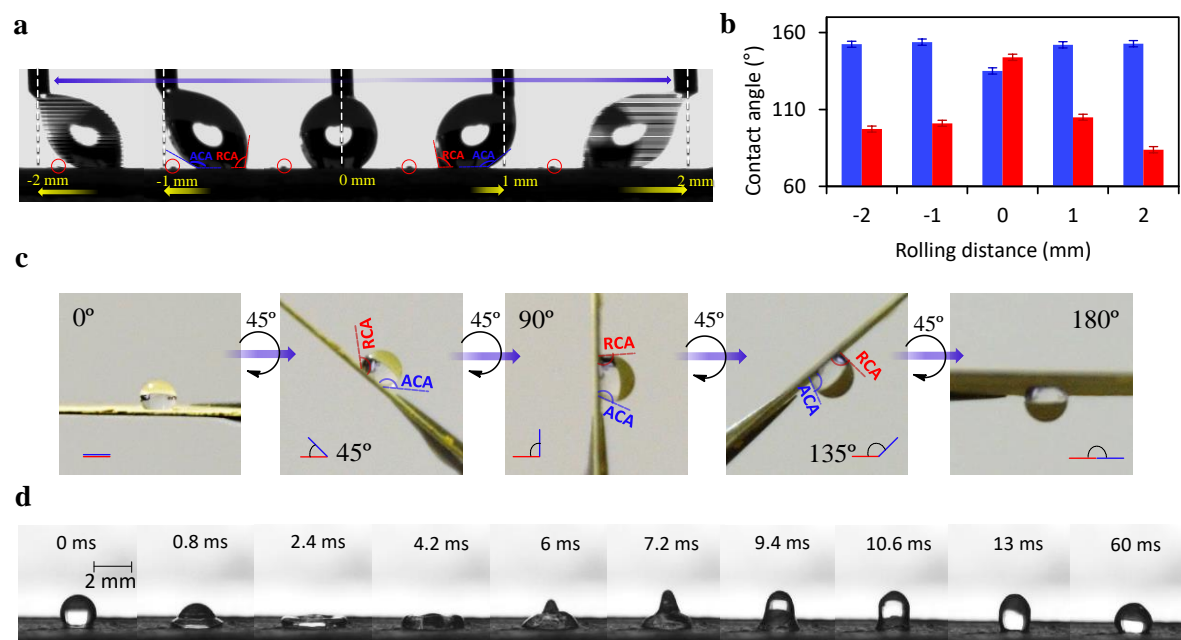 a
ACA RCA
RCA ACA
-2 mm
-1 mm
0 mm
1 mm
2 mm
b
Contact angle (°)
160
110
60
-2 -1 0 1 2
Rolling distance (mm)
c
0º
45º
RCA
ACA
45º
45º
90º
RCA
ACA
45º
RCA
ACA
135º
45º
180º
d
0 ms
2 mm
0.8 ms
2.4 ms
4.2 ms
6 ms
7.2 ms
9.4 ms
10.6 ms
13 ms
60 ms